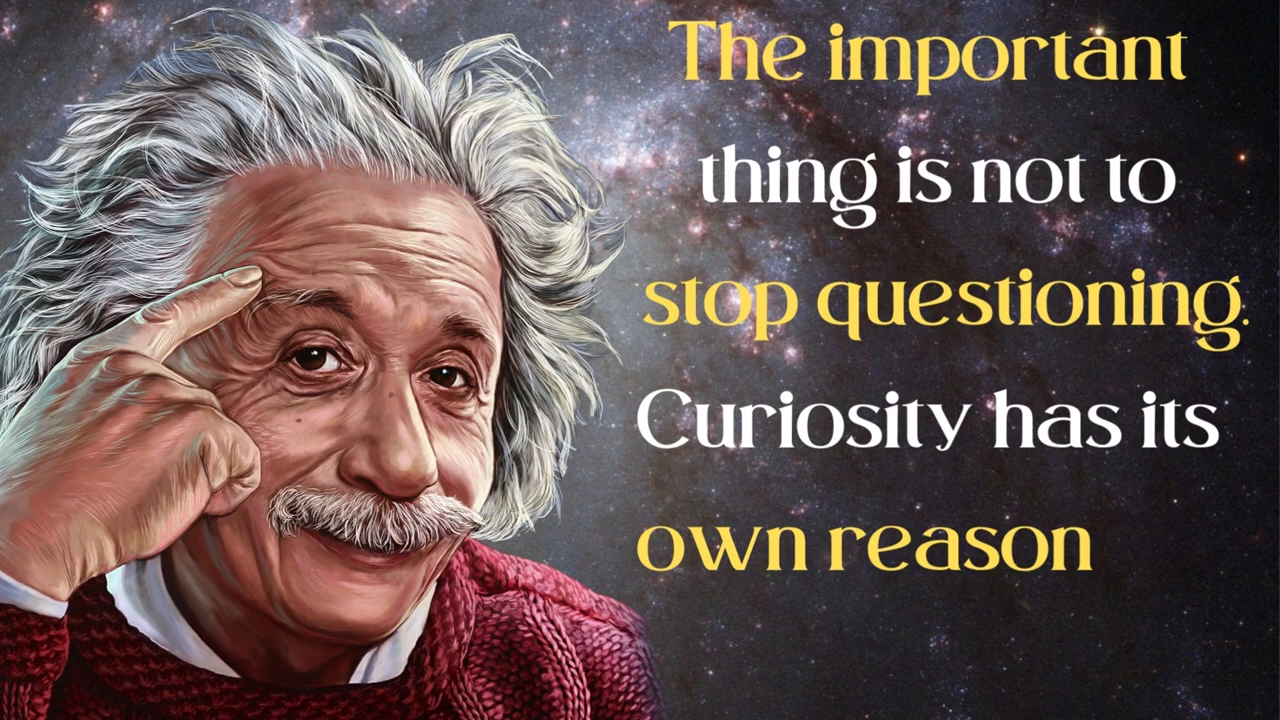 The important
thing is not to
stop questioning.
Curiosity has its
own reason